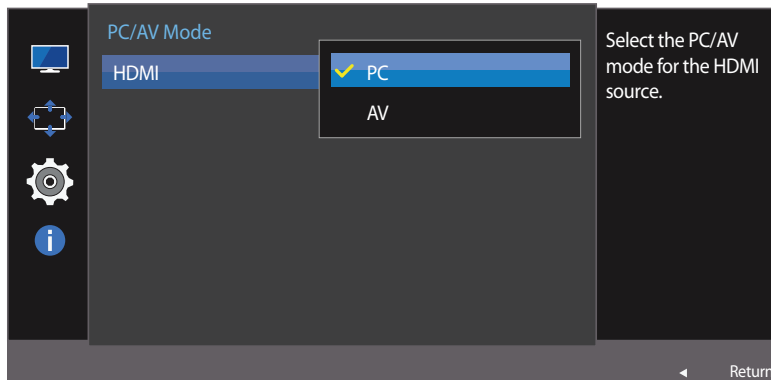 PC/AV Mode
HDMI
PC
AV
Select the PC/AV
mode for the HDMI
source.
Return